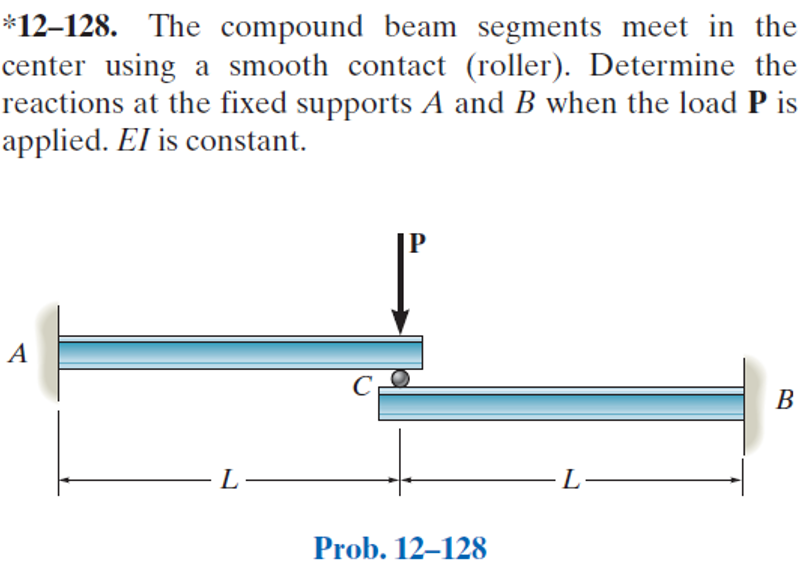 *12–128. The compound beam segments meet in the
center using a smooth contact (roller). Determine the
reactions at the fixed supports A and B when the load P is
applied. EI is constant.
P
A
C
B
L
L
Prob. 12–128